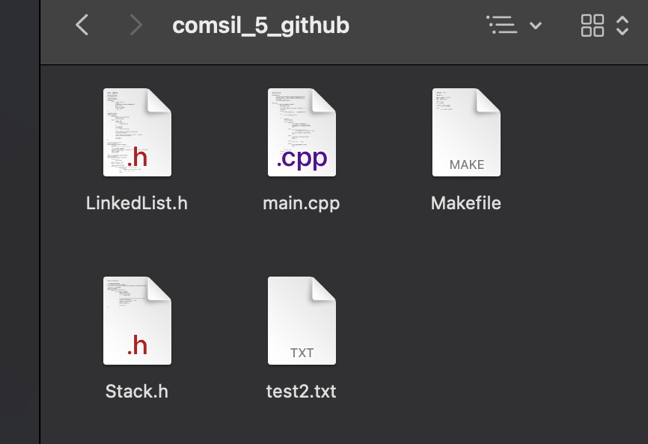 comsil_5_github
.h
.cpp
MAKE
LinkedList.h
main.cpp
Makefile
.h
TXT
Stack.h
test2.txt